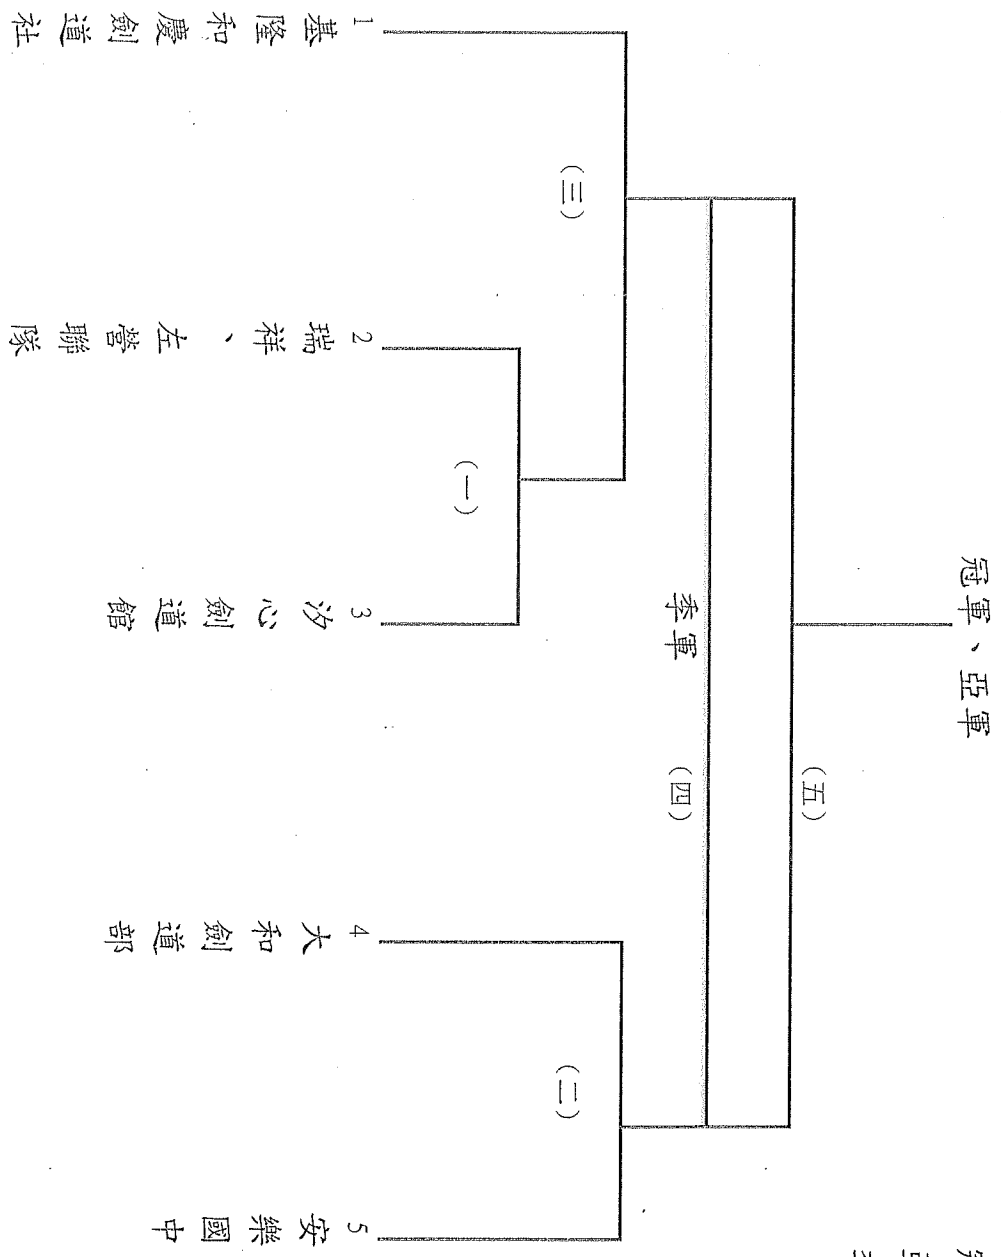 冠軍、亞軍
(五)
(四)
季軍
(三)
(一)
(二)
1
基隆和慶劍道社
2
瑞祥、左營聯隊
3
汐心劍道館
4
大和劍道部
5
安樂國中